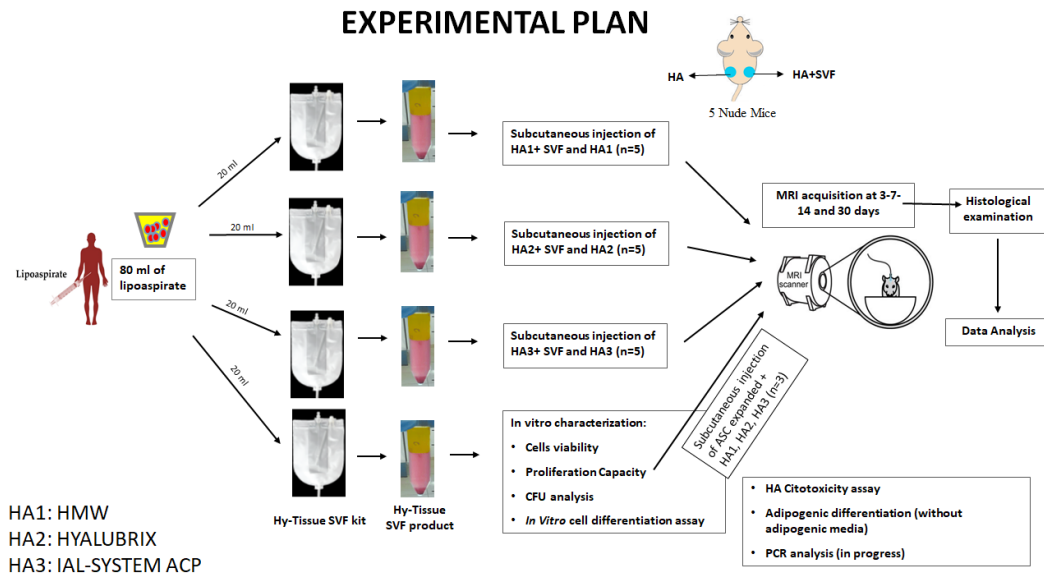 EXPERIMENTAL PLAN
HA
HA+SVF
5 Nude Mice
20 ml
20 ml
20 ml
20 ml
Lipoaspirate
80 ml of
lipoaspirate
Subcutaneous injection of
HA1+ SVF and HA1 (n=5)
Subcutaneous injection of
HA2+ SVF and HA2 (n=5)
Subcutaneous injection of
HA3+ SVF and HA3 (n=5)
MRI acquisition at 3-7-
14 and 30 days
Histological
examination
MRI
scanner
Data Analysis
Subcutaneous injection
of ASC expanded +
HA1, HA2, HA3 (n=3)
In vitro characterization:
• Cells viability
• Proliferation Capacity
• CFU analysis
• In Vitro cell differentiation assay
• HA Citotoxicity assay
• Adipogenic differentiation (without
adipogenic media)
• PCR analysis (in progress)
Hy-Tissue SVF kit
Hy-Tissue
SVF product
HA1: HMW
HA2: HYALUBRIX
HA3: IAL-SYSTEM ACP